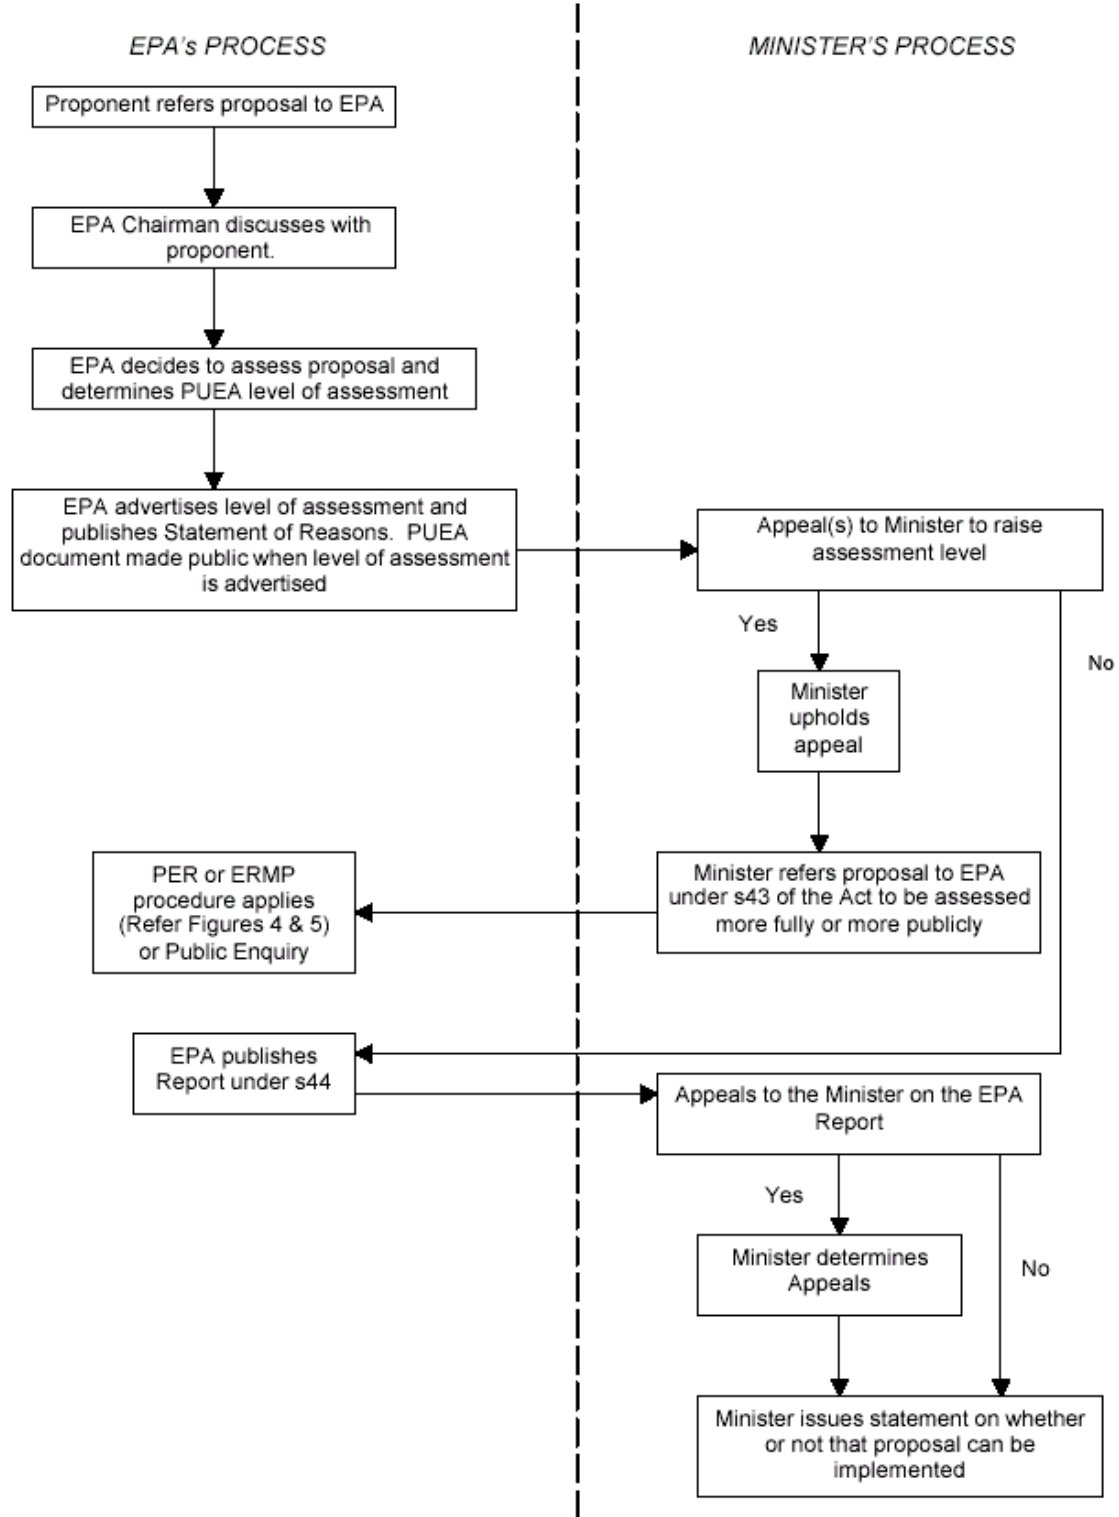 EPA's PROCESS
MINISTER'S PROCESS
Proponent refers proposal to EPA
EPA Chairman discusses with
proponent.
EPA decides to assess proposal and
determines PUEA level of assessment
EPA advertises level of assessment and
publishes Statement of Reasons. PUEA
document made public when level of assessment
is advertised
Appeal(s) to Minister to raise
assessment level
Yes
No
Minister
upholds
appeal
PER or ERMP
procedure applies
(Refer Figures 4 & 5)
or Public Enquiry
Minister refers proposal to EPA
under s43 of the Act to be assessed
more fully or more publicly
EPA publishes
Report under s44
Appeals to the Minister on the EPA
Report
Yes
No
Minister determines
Appeals
Minister issues statement on whether
or not that proposal can be
implemented